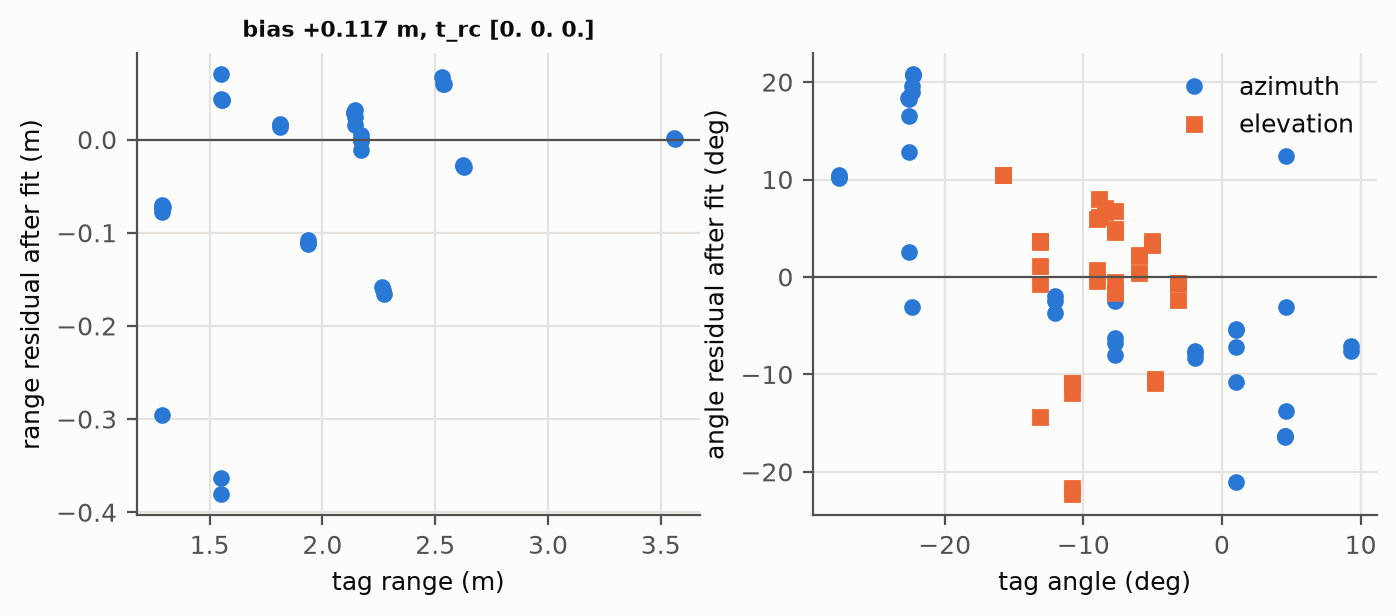 bias +0.117 m, t_rc [0. 0. 0.]
range residual after fit (m)
0.0
−0.1
−0.2
−0.3
−0.4
1.5
2.0
2.5
3.0
3.5
tag range (m)
angle residual after fit (deg)
20
10
0
−10
−20
−20
−10
0
10
tag angle (deg)
azimuth
elevation